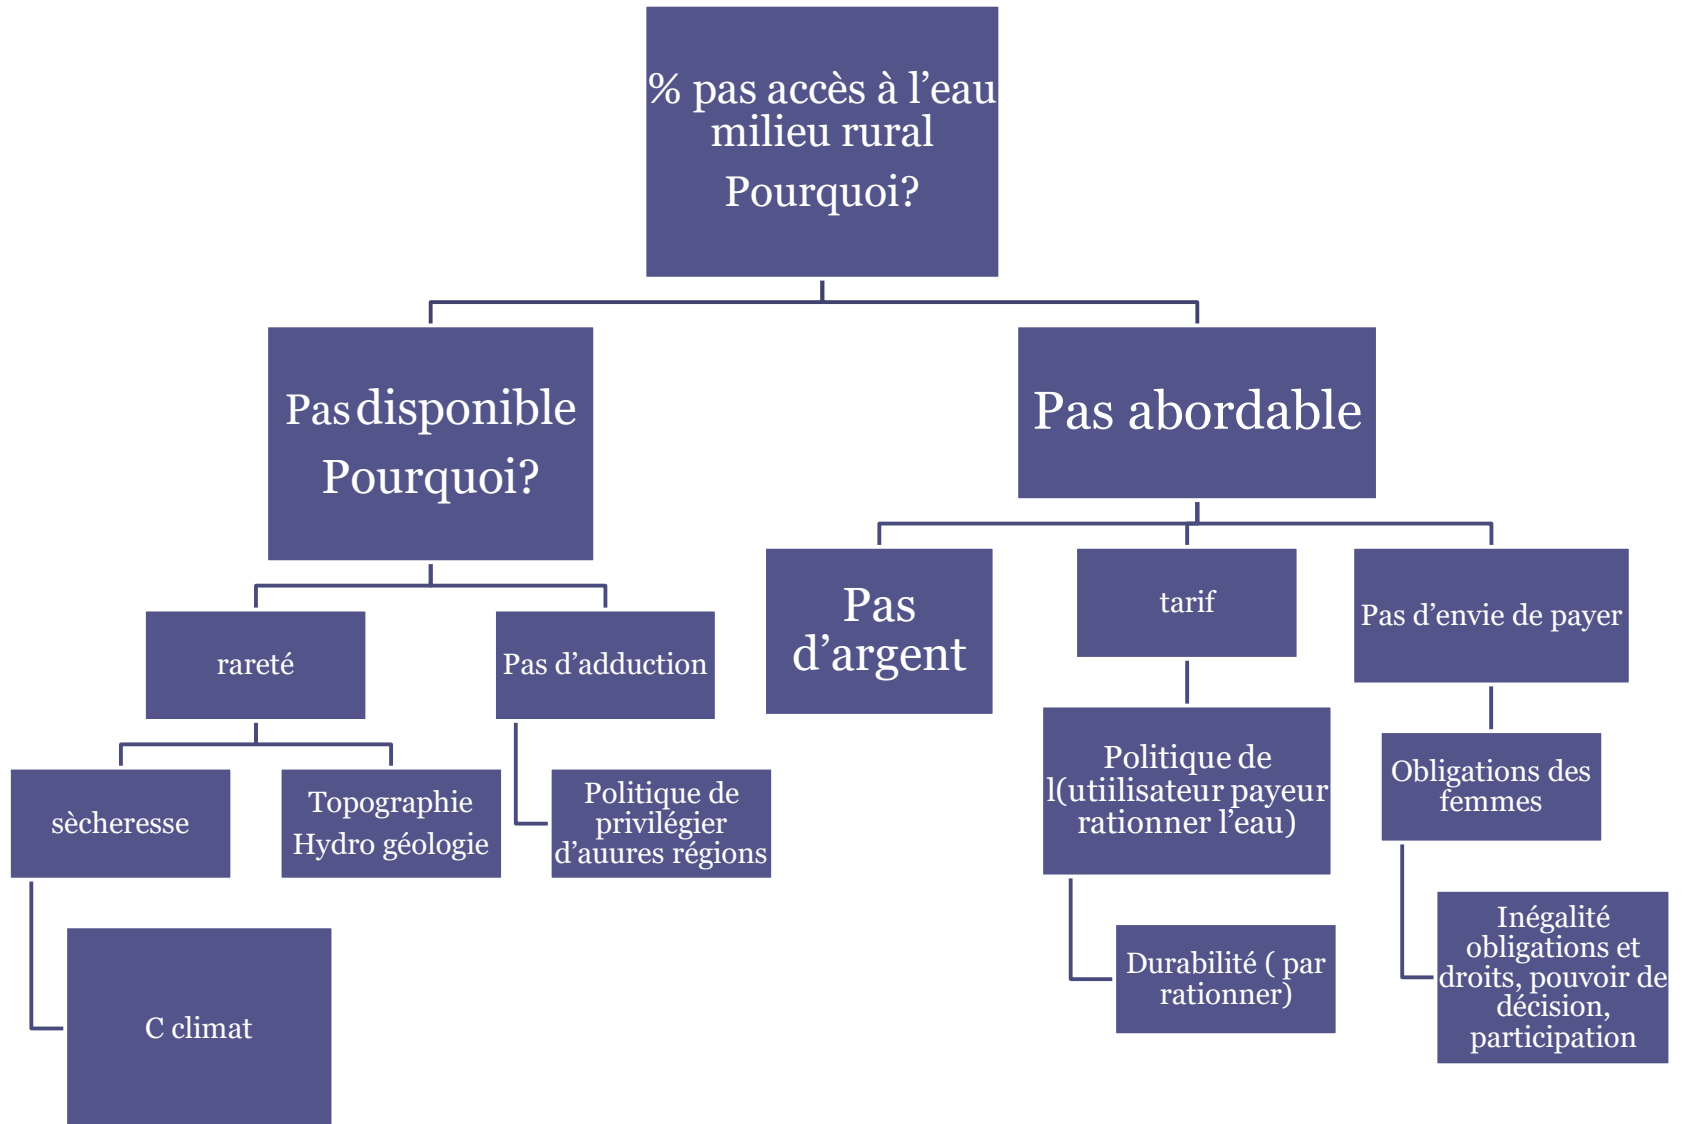 % pas accès à l’eau
milieu rural
Pourquoi?
Pas disponible
Pourquoi?
Pas abordable
rareté
Pas d’adduction
Pas
d’argent
tarif
Pas d’envie de payer
sècheresse
Topographie
Hydro géologie
Politique de
privilégier
d’auures régions
Politique de
l(utiilisateur payeur
rationner l’eau)
Obligations des
femmes
C climat
Durabilité ( par
rationner)
Inégalité
obligations et
droits, pouvoir de
décision,
participation